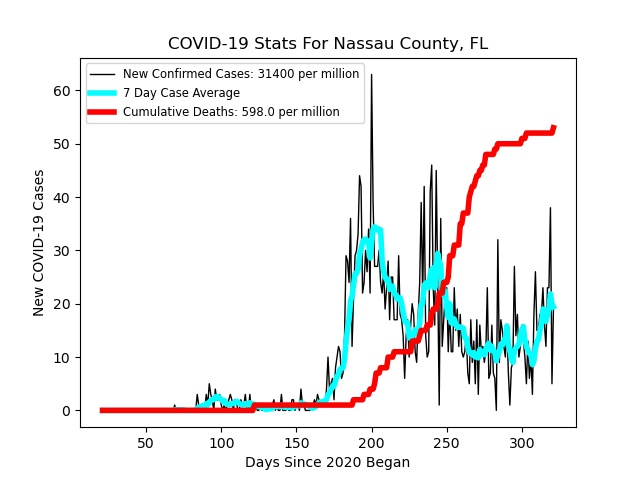 COVID-19 Stats For Nassau County, FL
New Confirmed Cases: 31400 per million
7 Day Case Average
Cumulative Deaths: 598.0 per million
New COVID-19 Cases
60
50
40
30
20
10
0
50 100 150 200 250 300
Days Since 2020 Began